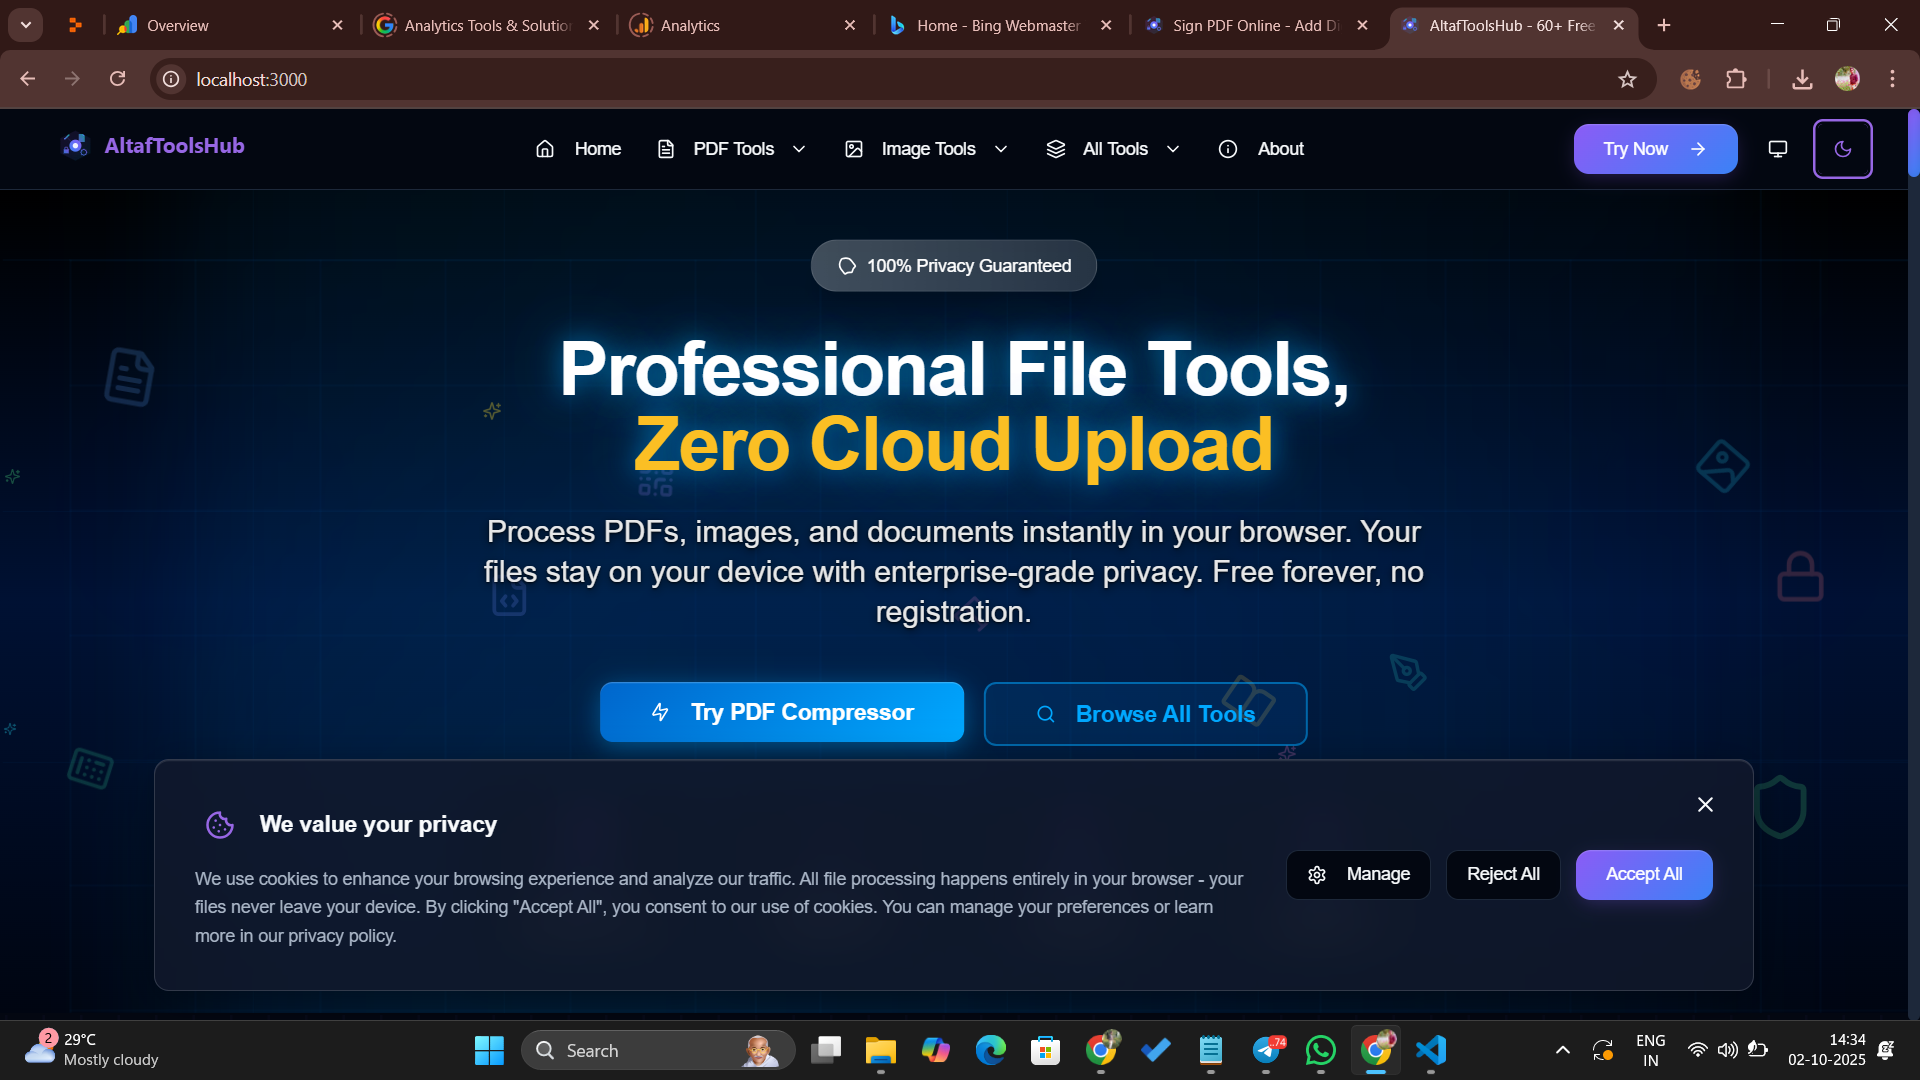 Overview
Analytics Tools & Solution
Analytics
Home - Bing Webmaster
Sign PDF Online - Add Di
AltafToolsHub - 60+ Free
localhost:3000
AltafToolsHub
Home
PDF Tools
Image Tools
All Tools
About
Try Now
100% Privacy Guaranteed
Professional File Tools,
Zero Cloud Upload
Process PDFs, images, and documents instantly in your browser. Your
files stay on your device with enterprise-grade privacy. Free forever, no
registration.
Try PDF Compressor
Browse All Tools
We value your privacy
We use cookies to enhance your browsing experience and analyze our traffic. All file processing happens entirely in your browser - your
files never leave your device. By clicking "Accept All", you consent to our use of cookies. You can manage your preferences or learn
more in our privacy policy.
Manage
Reject All
Accept All
2
29°C
Mostly cloudy
Search
74
ENG
IN
14:34
02-10-2025